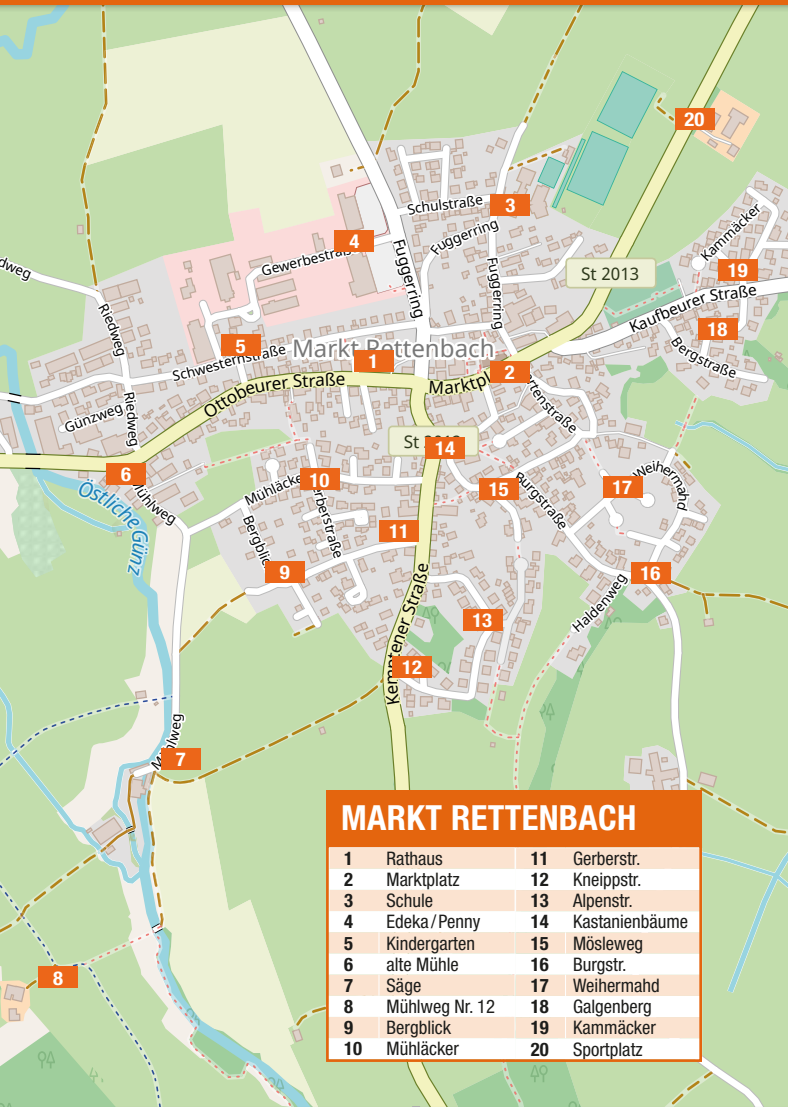 20
Schulstraße
3
Kammäcker
4
Fuggerring
Gewerbestraße
Fuggerring
Fuggerring
St 2013
19
Riedweg
Kaufbeurer Straße
18
5
Markt Rettenbach
Schwesternstraße
1
Bergstraße
2
Ottobeurer Straße
Günzweg
Riedweg
14
6
10
Weihermahd
15
17
Östliche Günz
Mühlweg
Burgstraße
11
9
16
Haldenweg
13
Kemptener Straße
12
Mühlweg
7
8
MARKT RETTENBACH
1 Rathaus 11 Gerberstr.
2 Marktplatz 12 Kneippstr.
3 Schule 13 Alpenstr.
4 Edeka/Penny 14 Kastanienbäume
5 Kindergarten 15 Mösleweg
6 alte Mühle 16 Burgstr.
7 Säge 17 Weihermahd
8 Mühlweg Nr. 12 18 Galgenberg
9 Bergblick 19 Kammäcker
10 Mühläcker 20 Sportplatz